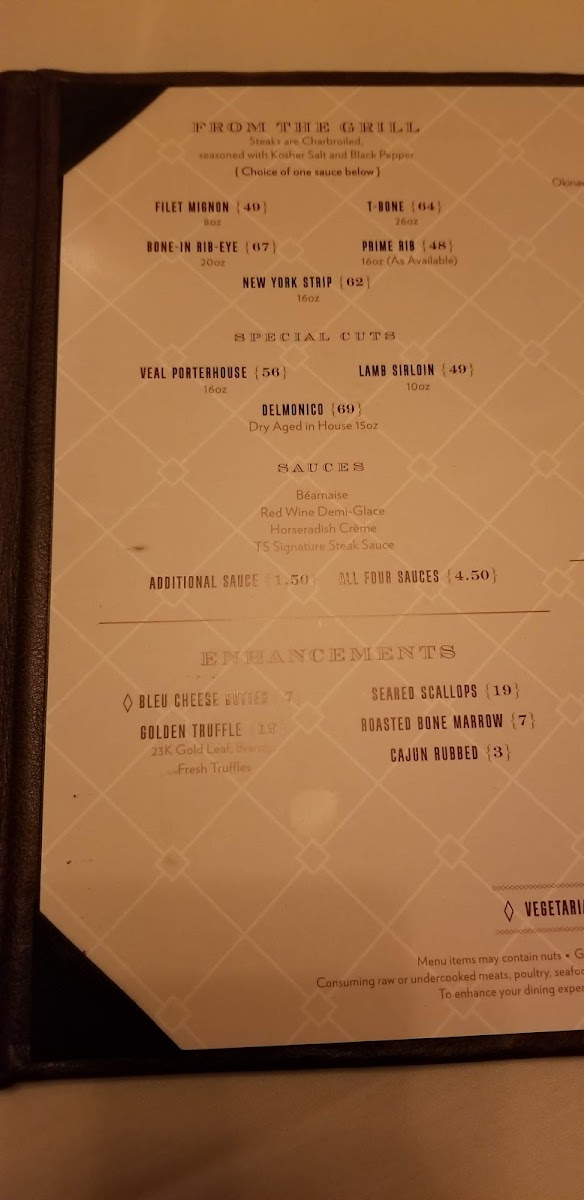 FROM THE GRILL
Steaks are Charbroiled,
seasoned with Kosher Salt and Black Pepper
(Choice of one sauce below)
FILET MIGNON {49} T-BONE {64}
8oz 26oz
BONE-IN RIB-EYE {67} PRIME RIB {48}
20oz 16oz (As Available)
NEW YORK STRIP {62}
16oz
SPECIAL CUTS
VEAL PORTERHOUSE {56} LAMB SIRLOIN {49}
16oz 10oz
DELMONICO {69}
Dry Aged in House 15oz
SAUCES
Béarnaise
Red Wine Demi-Glace
Horseradish Crème
TS Signature Steak Sauce
ADDITIONAL SAUCE {1.50} ALL FOUR SAUCES {4.50}
ENHANCEMENTS
◊ BLEU CHEESE BUTTER {7} SEARED SCALLOPS {19}
GOLDEN TRUFFLE {19} ROASTED BONE MARROW {7}
23K Gold Leaf, CAJUN RUBBED {3}
Fresh Truffles
◊ VEGETARI
Menu items may contain nuts • G
Consuming raw or undercooked meats, poultry, seafo
To enhance your dining exper